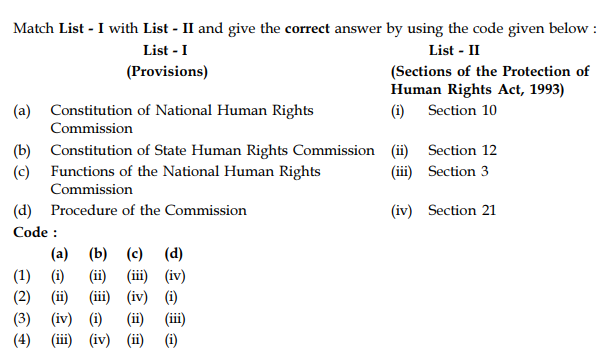 Match List - I with List - II and give the correct answer by using the code given below :
List - I List - II
(Provisions) (Sections of the Protection of
Human Rights Act, 1993)
(a) Constitution of National Human Rights (i) Section 10
Commission
(b) Constitution of State Human Rights Commission (ii) Section 12
(c) Functions of the National Human Rights (iii) Section 3
Commission
(d) Procedure of the Commission (iv) Section 21
Code :
(a) (b) (c) (d)
(1) (i) (ii) (iii) (iv)
(2) (ii) (iii) (iv) (i)
(3) (iv) (i) (ii) (iii)
(4) (iii) (iv) (ii) (i)